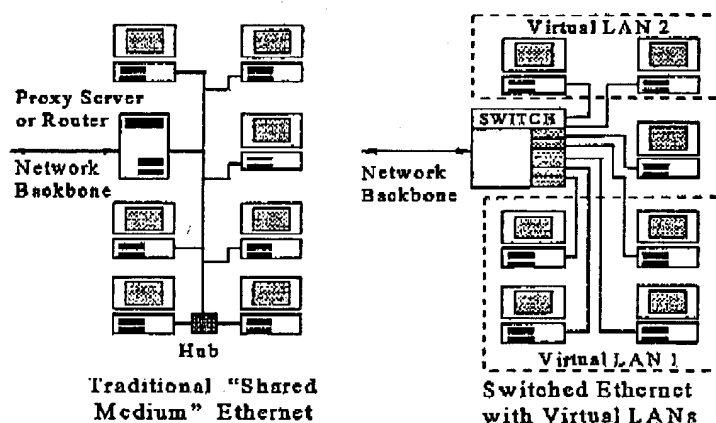 Proxy Server
or Router
Network
Backbone
Hub
Traditional “Shared
Medium” Ethernet
Virtual LAN 2
SWITCH
Network
Backbone
Virtual LAN 1
Switched Ethernet
with Virtual LANs